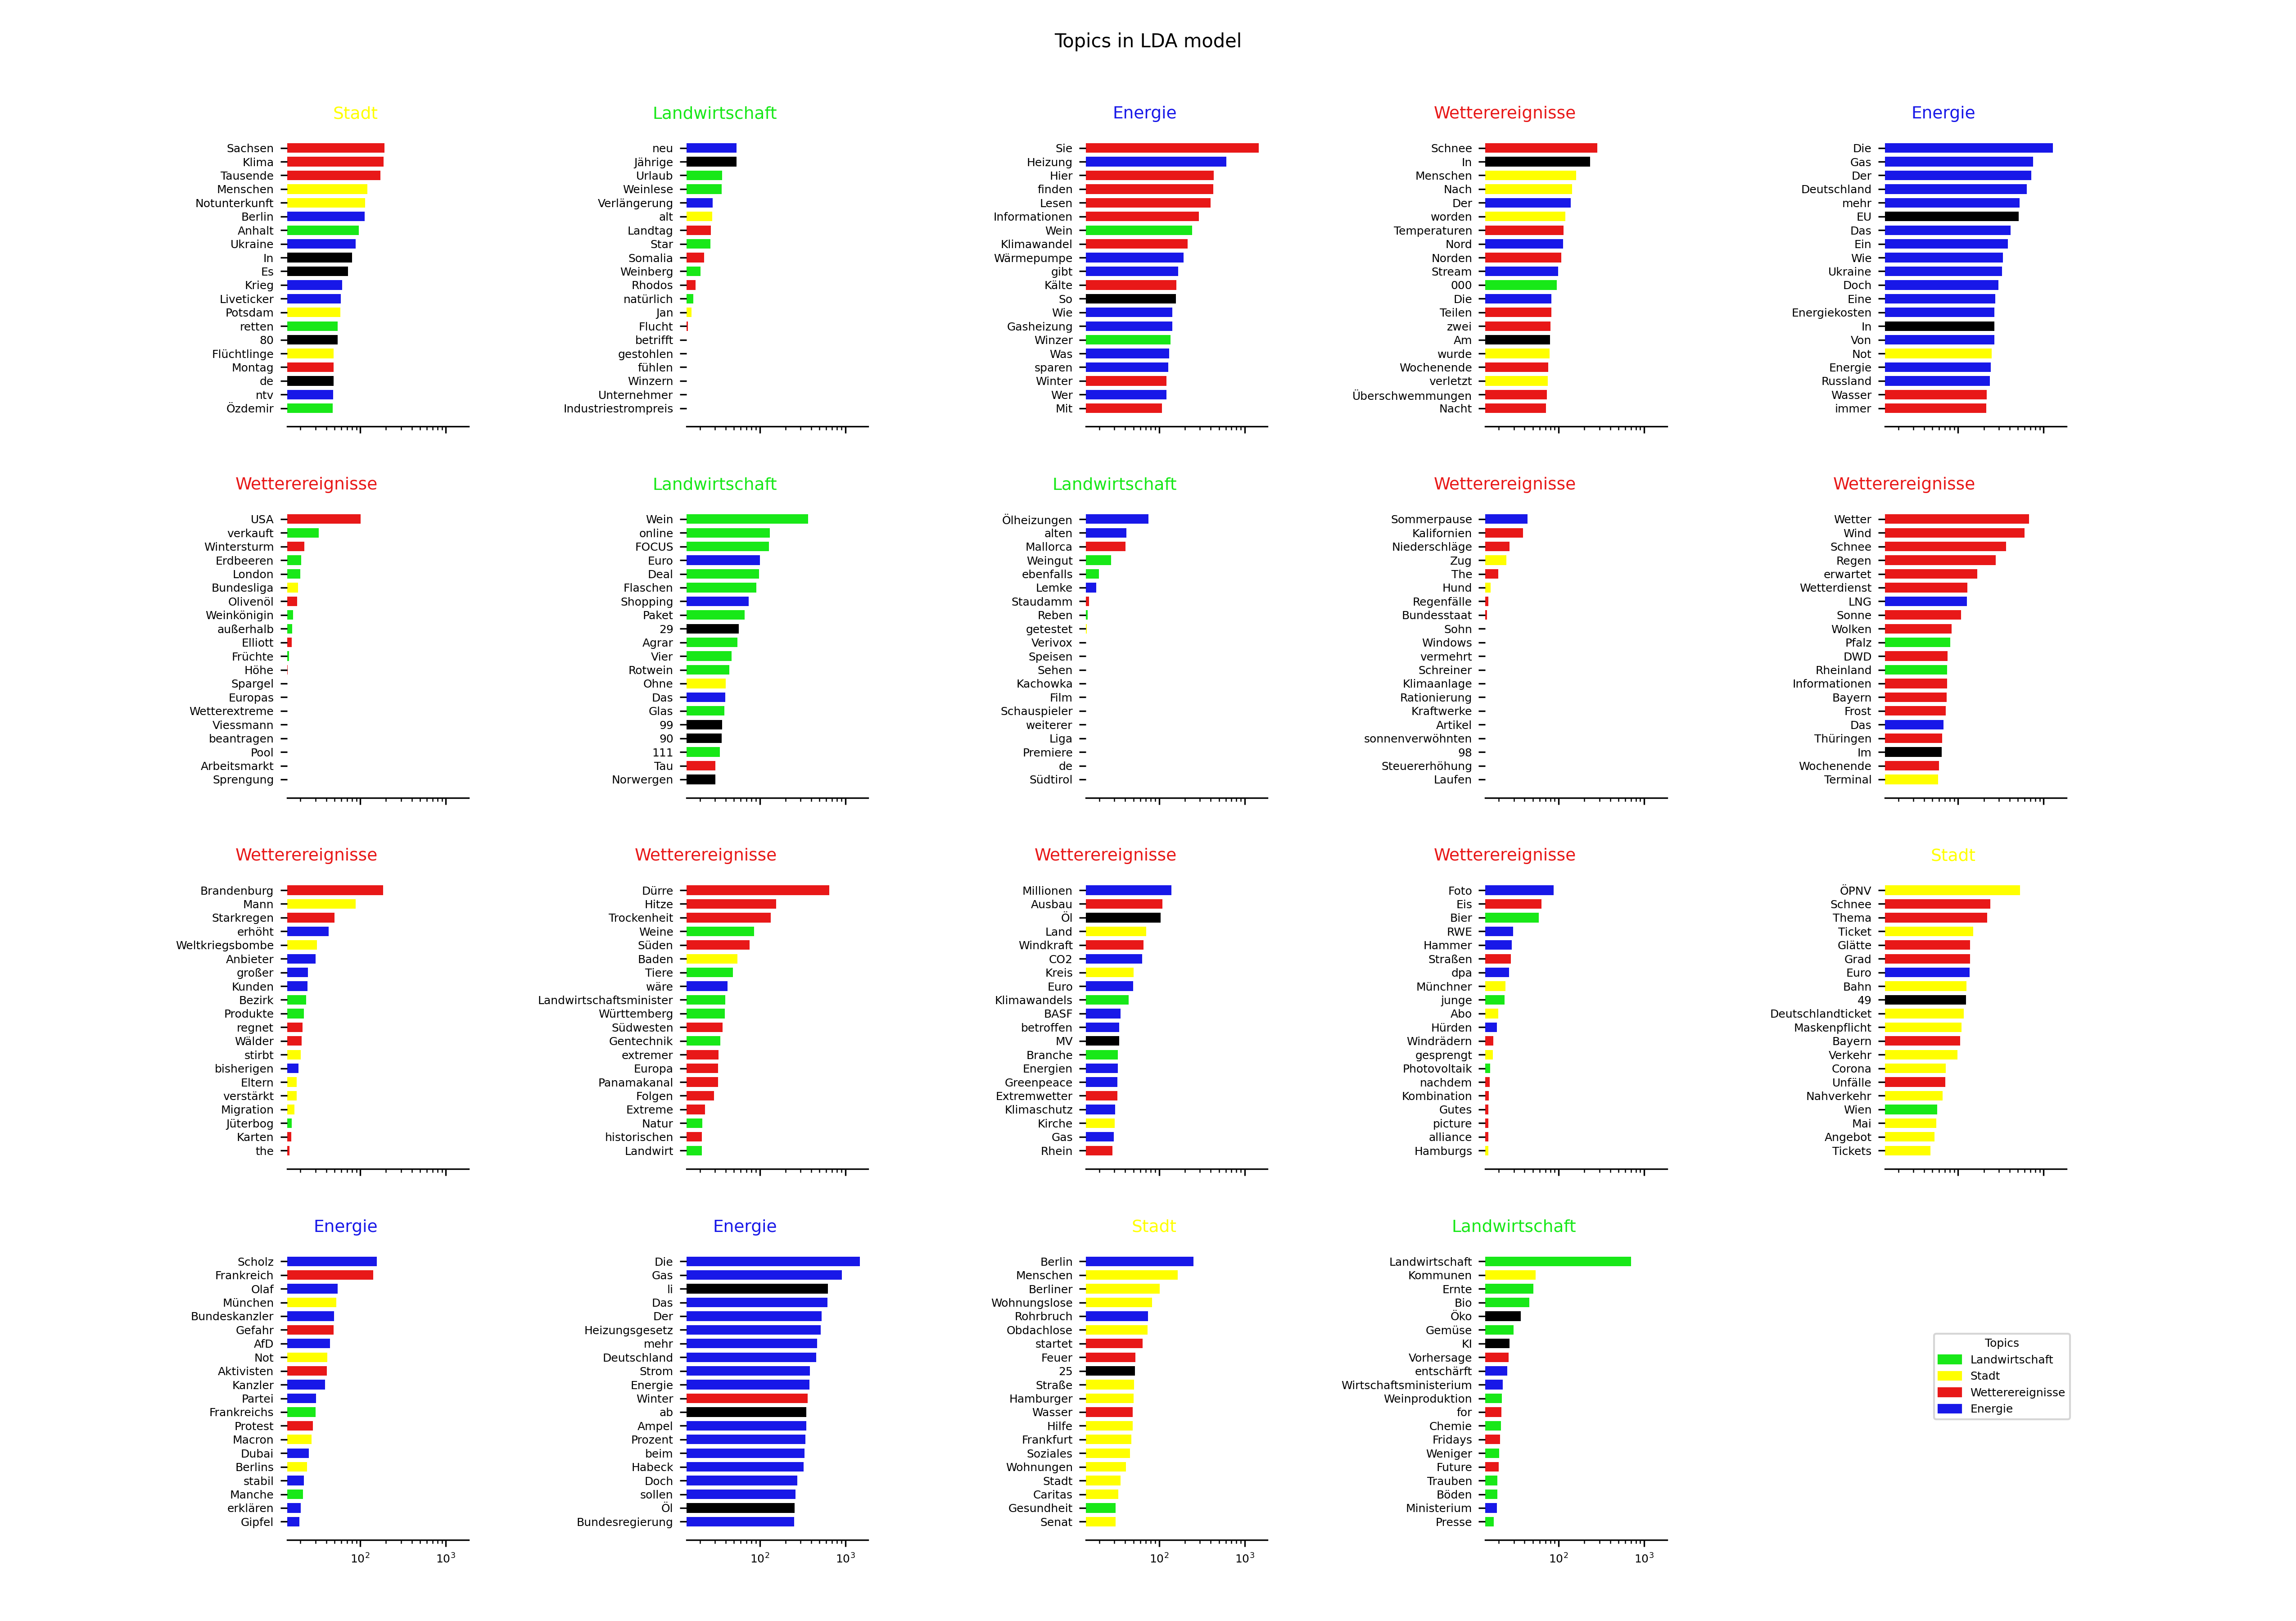 Topics in LDA model
Stadt
Sachsen
Klima
Tausende
Menschen
Notunterkunft
Berlin
Anhalt
Ukraine
In
Es
Krieg
Liveticker
Potsdam
retten
80
Flüchtlinge
Montag
de
ntv
Özdemir
Landwirtschaft
neu
Jährige
Urlaub
Weinlese
Verlängerung
alt
Landtag
Star
Somalia
Weinberg
Rhodos
natürlich
Jan
Flucht
betrifft
gestohlen
fühlen
Winzern
Unternehmer
Industriestrompreis
Energie
Sie
Heizung
Hier
finden
Lesen
Informationen
Wein
Klimawandel
Wärmepumpe
gibt
Kälte
So
Wie
Gasheizung
Winzer
Was
sparen
Winter
Wer
Mit
Wetterereignisse
Schnee
In
Menschen
Nach
Der
worden
Temperaturen
Nord
Norden
Stream
000
Die
Teilen
zwei
Am
wurde
Wochenende
verletzt
Überschwemmungen
Nacht
Energie
Die
Gas
Der
Deutschland
mehr
EU
Das
Ein
Wie
Ukraine
Doch
Eine
Energiekosten
In
Von
Not
Energie
Russland
Wasser
immer
Wetterereignisse
USA
verkauft
Wintersturm
Erdbeeren
London
Bundesliga
Olivenöl
Weinkönigin
außerhalb
Elliott
Früchte
Höhe
Spargel
Europas
Wetterextreme
Viessmann
beantragen
Pool
Arbeitsmarkt
Sprengung
Landwirtschaft
Wein
online
FOCUS
Euro
Deal
Flaschen
Shopping
Paket
29
Agrar
Vier
Rotwein
Ohne
Das
Glas
99
90
111
Tau
Norwergen
Landwirtschaft
Ölheizungen
alten
Mallorca
Weingut
ebenfalls
Lemke
Staudamm
Reben
getestet
Verivox
Speisen
Sehen
Kachowka
Film
Schauspieler
weiterer
Liga
Premiere
de
Südtirol
Wetterereignisse
Sommerpause
Kalifornien
Niederschläge
Zug
The
Hund
Regenfälle
Bundesstaat
Sohn
Windows
vermehrt
Schreiner
Klimaanlage
Rationierung
Kraftwerke
Artikel
sonnenverwöhnten
98
Steuererhöhung
Laufen
Wetterereignisse
Wetter
Wind
Schnee
Regen
erwartet
Wetterdienst
LNG
Sonne
Wolken
Pfalz
DWD
Rheinland
Informationen
Bayern
Frost
Das
Thüringen
Im
Wochenende
Terminal
Wetterereignisse
Brandenburg
Mann
Starkregen
erhöht
Weltkriegsbombe
Anbieter
großer
Kunden
Bezirk
Produkte
regnet
Wälder
stirbt
bisherigen
Eltern
verstärkt
Migration
Jüterbog
Karten
the
Wetterereignisse
Dürre
Hitze
Trockenheit
Weine
Süden
Baden
Tiere
wäre
Landwirtschaftsminister
Württemberg
Südwesten
Gentechnik
extremer
Europa
Panamakanal
Folgen
Extreme
Natur
historischen
Landwirt
Wetterereignisse
Millionen
Ausbau
Öl
Land
Windkraft
CO2
Kreis
Euro
Klimawandels
BASF
betroffen
MV
Branche
Energien
Greenpeace
Extremwetter
Klimaschutz
Kirche
Gas
Rhein
Wetterereignisse
Foto
Eis
Bier
RWE
Hammer
Straßen
dpa
Münchner
junge
Abo
Hürden
Windrädern
gesprengt
Photovoltaik
nachdem
Kombination
Gutes
picture
alliance
Hamburgs
Stadt
ÖPNV
Schnee
Thema
Ticket
Glätte
Grad
Euro
Bahn
49
Deutschlandticket
Maskenpflicht
Bayern
Verkehr
Corona
Unfälle
Nahverkehr
Wien
Mai
Angebot
Tickets
Energie
Scholz
Frankreich
Olaf
München
Bundeskanzler
Gefahr
AfD
Not
Aktivisten
Kanzler
Partei
Frankreichs
Protest
Macron
Dubai
Berlins
stabil
Manche
erklären
Gipfel
10² 10³
Energie
Die
Gas
li
Das
Der
Heizungsgesetz
mehr
Deutschland
Strom
Energie
Winter
ab
Ampel
Prozent
beim
Habeck
Doch
sollen
Öl
Bundesregierung
10² 10³
Stadt
Berlin
Menschen
Berliner
Wohnungslose
Rohrbruch
Obdachlose
startet
Feuer
25
Straße
Hamburger
Wasser
Hilfe
Frankfurt
Soziales
Wohnungen
Stadt
Caritas
Gesundheit
Senat
10² 10³
Landwirtschaft
Landwirtschaft
Kommunen
Ernte
Bio
Öko
Gemüse
KI
Vorhersage
entschärft
Wirtschaftsministerium
Weinproduktion
for
Chemie
Fridays
Weniger
Future
Trauben
Böden
Ministerium
Presse
10² 10³
Topics
Landwirtschaft
Stadt
Wetterereignisse
Energie